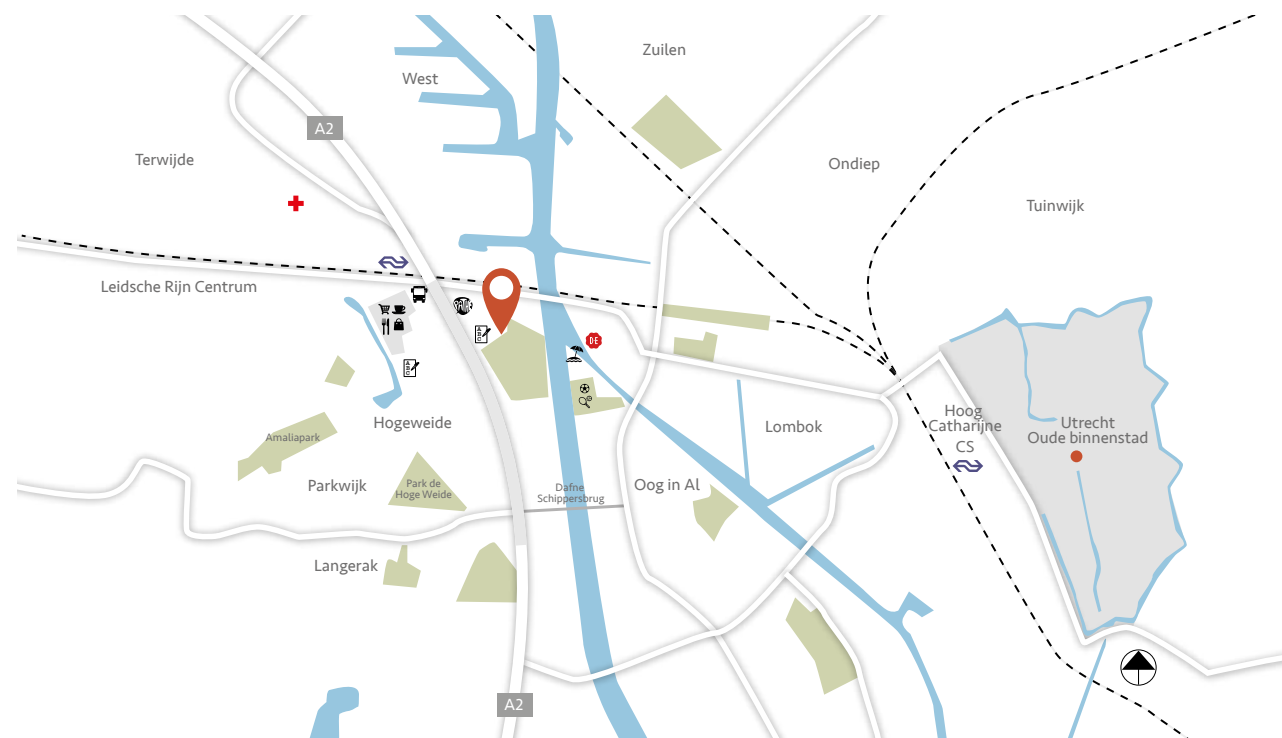 Zuilen
West
A2
Terwijde
Ondiep
Tuinwijk
Leidsche Rijn Centrum
DE
Hogeweide
Amaliapark
Lombok
Hoog
Catharijne
CS
Utrecht
Oude binnenstad
Parkwijk
Park de
Hoge Weide
Dafne
Schippersbrug
Oog in Al
Langerak
A2